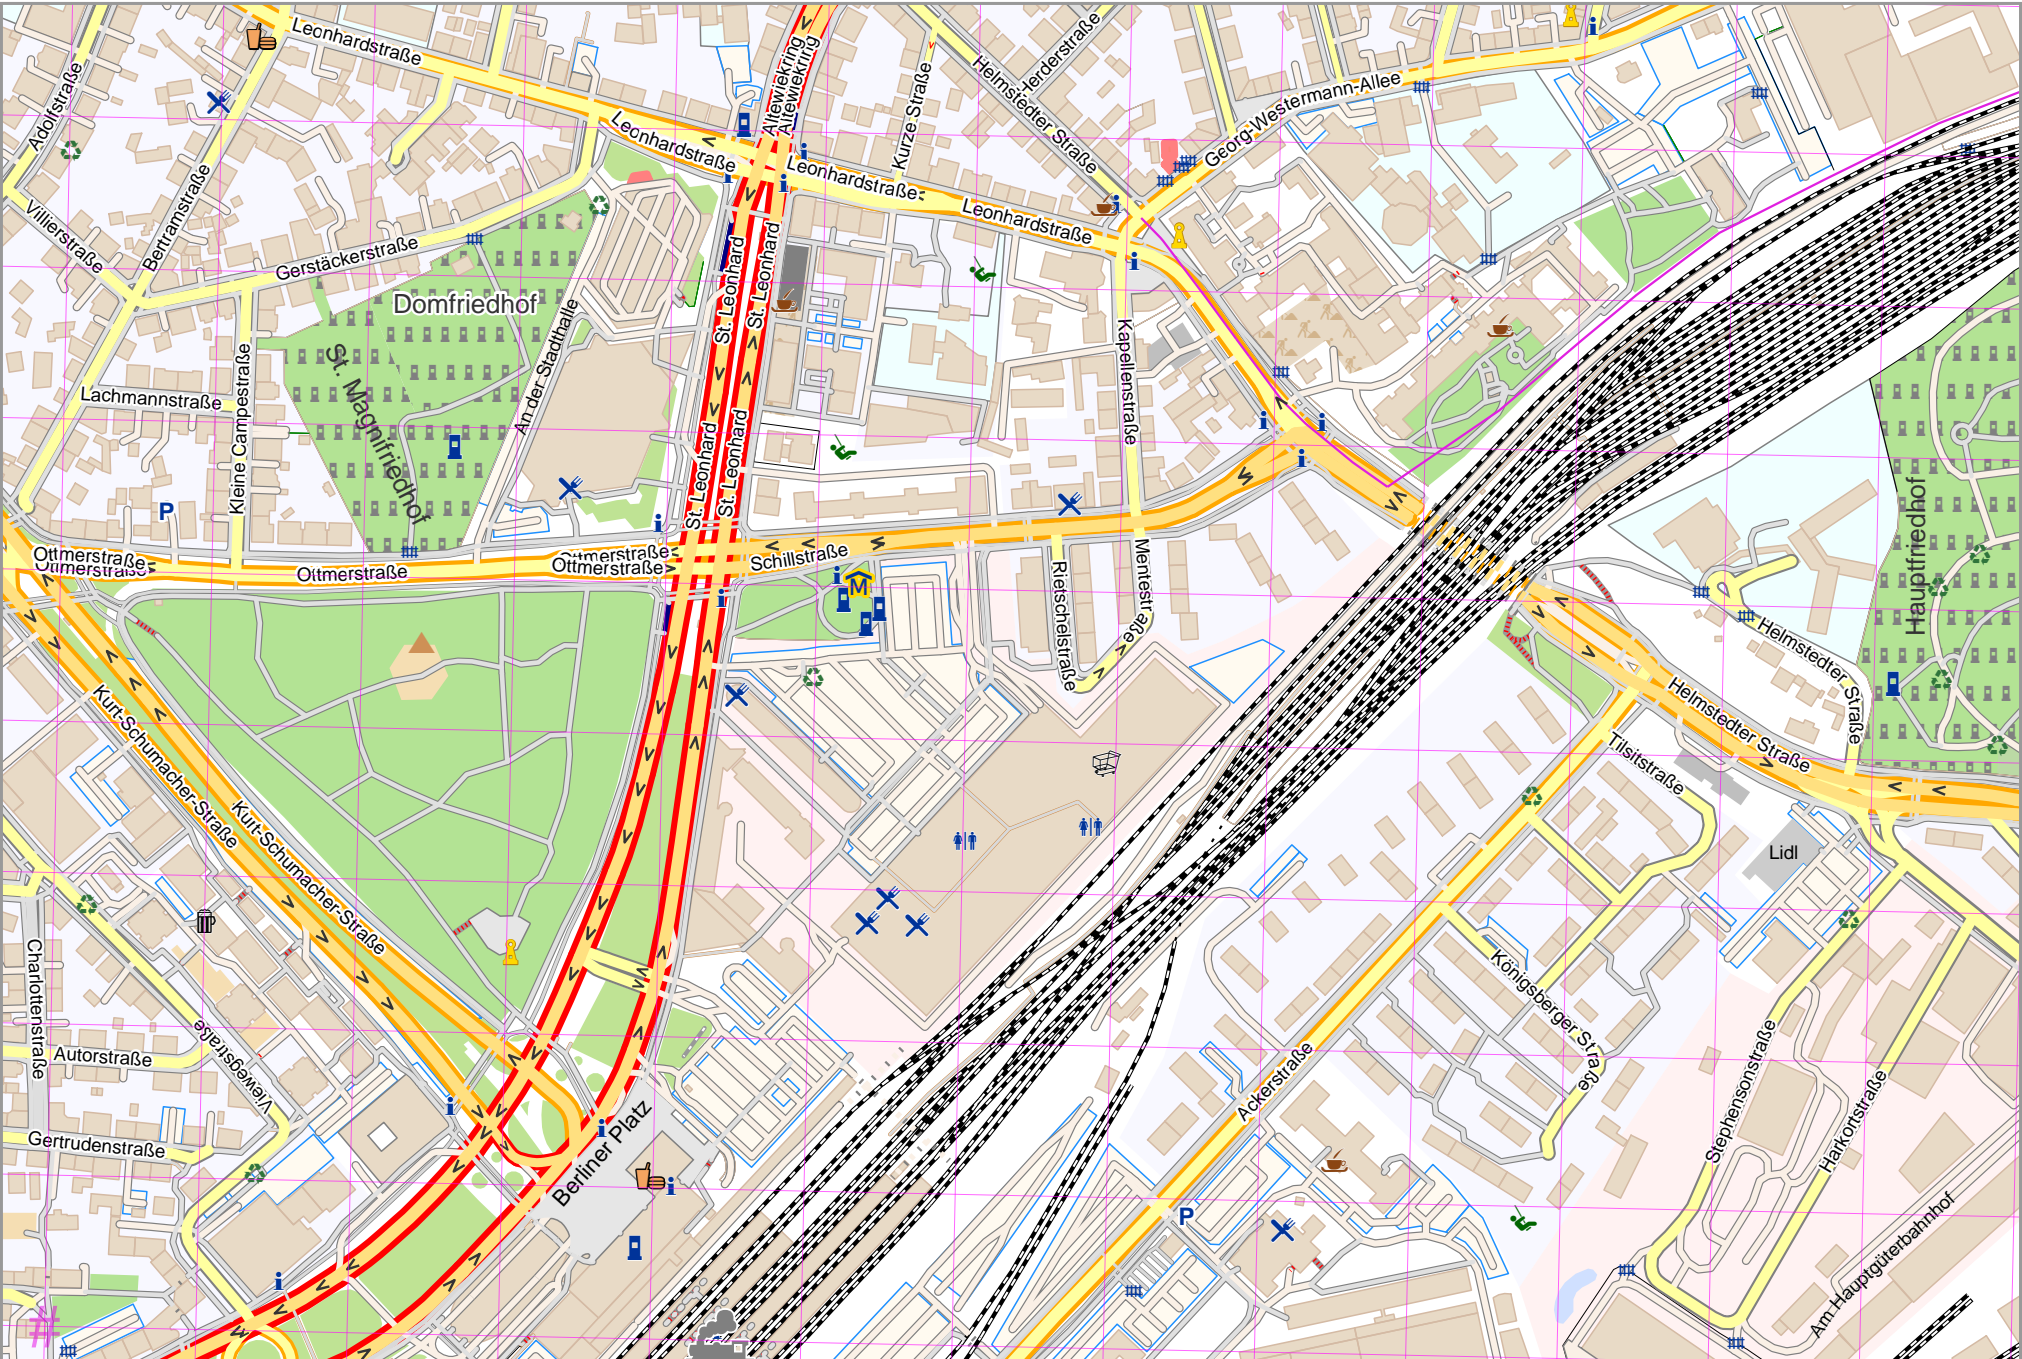 Leonhardstraße
Altewiekring
Altewiekring
Helmstedter Straße
Herderstraße
Kurze-Straße
Georg-Westermann-Allee
Adolfstraße
Leonhardstraße
Leonhardstraße
Leonhardstraße
Bertramstraße
Villierstraße
Gerstäckerstraße
Domfriedhof
St. Magnifriedhof
An der Stadthalle
St. Leonhard
St. Leonhard
Kapellenstraße
Lachmannstraße
Kleine Campestraße
St. Leonhard
St. Leonhard
P
Hauptfriedhof
Ottmerstraße
Ottmerstraße
Ottmerstraße
Ottmerstraße
Ottmerstraße
Schillstraße
M
Rietschelstraße
Mentestraße
Helmstedter Straße
Helmstedter Straße
Kurt-Schumacher-Straße
Kurt-Schumacher-Straße
Tilsitstraße
Lidl
Charlottenstraße
Königsberger Straße
Autorstraße
Viewegstraße
Ackerstraße
Stephensonstraße
Harkortstraße
Gertrudenstraße
Berliner Platz
P
Am Hauptgüterbahnhof
#